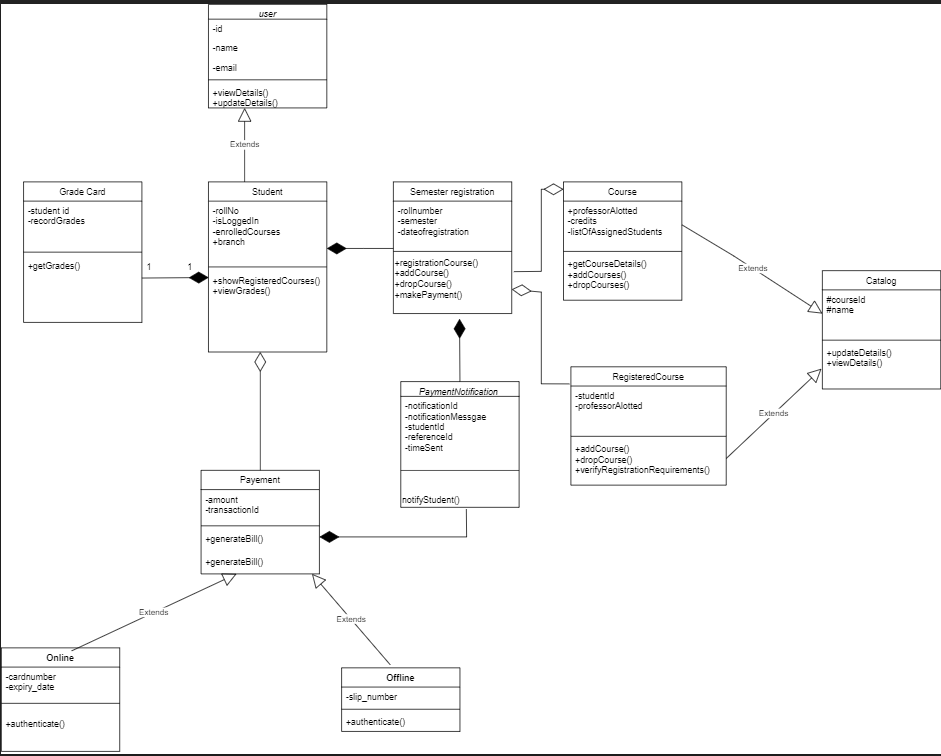 user
-id
-name
-email
+viewDetails()
+updateDetails()
Extends
Grade Card
-student id
-recordGrades
+getGrades()
1
1
Student
-rollNo
-isLoggedIn
-enrolledCourses
+branch
+showRegisteredCourses()
+viewGrades()
Semester registration
-rollnumber
-semester
-dateofregistration
+registrationCourse()
+addCourse()
+dropCourse()
+makePayment()
Course
+professorAlotted
-credits
-listOfAssignedStudents
+getCourseDetails()
+addCourses()
+dropCourses()
Extends
Catalog
#courseId
#name
+updateDetails()
+viewDetails()
RegisteredCourse
-studentId
-professorAlotted
+addCourse()
+dropCourse()
+verifyRegistrationRequirements()
Extends
PaymentNotification
-notificationId
-notificationMessgae
-studentId
-referenceId
-timeSent
notifyStudent()
Payement
-amount
-transactionId
+generateBill()
+generateBill()
Extends
Extends
Online
-cardnumber
-expiry_date
+authenticate()
Offline
-slip_number
+authenticate()